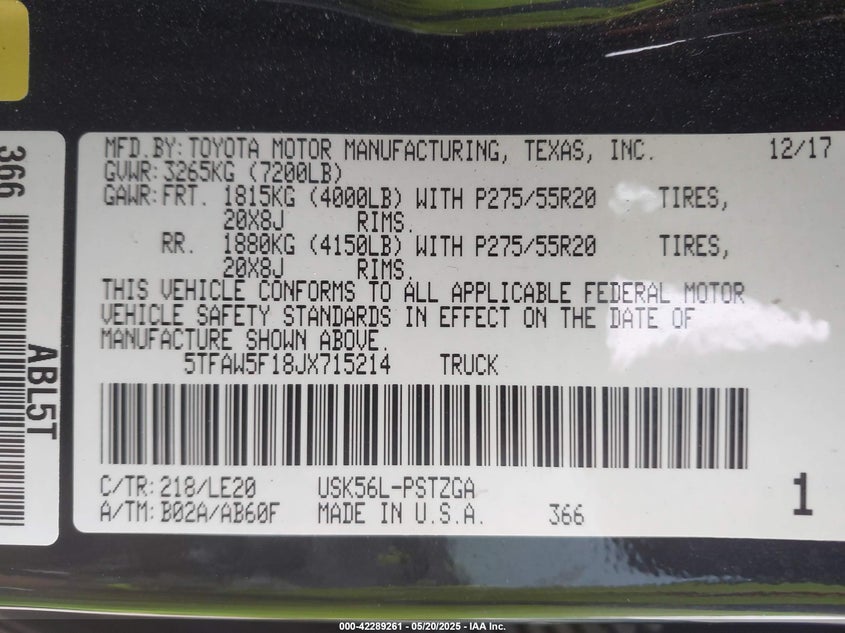 MFD.BY:TOYOTA MOTOR MANUFACTURING, TEXAS, INC. 12/17
GVWR:3265KG (7200LB)
GAWR:FRT. 1815KG (4000LB) WITH P275/55R20 TIRES,
20X8J RIMS.
RR. 1880KG (4150LB) WITH P275/55R20 TIRES,
20X8J RIMS.
THIS VEHICLE CONFORMS TO ALL APPLICABLE FEDERAL MOTOR
VEHICLE SAFETY STANDARDS IN EFFECT ON THE DATE OF
MANUFACTURE SHOWN ABOVE.
5TFAW5F18JX715214 TRUCK
C/TR:218/LE20 USK56L-PSTZGA
A/TM:B02A/AB60F MADE IN U.S.A. 366
1
366
ABL5T
000-42289261 - 05/20/2025 - IAA Inc.